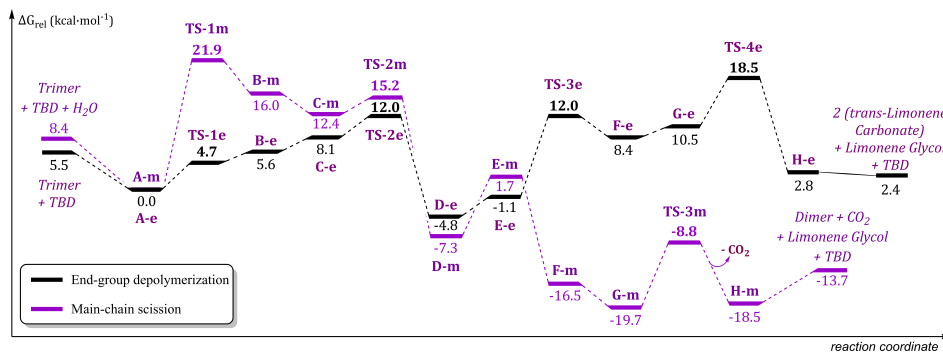 ΔGrel (kcal·mol-1)
TS-1m
21.9
B-m
16.0
C-m
12.4
TS-2m
15.2
12.0
TS-2e
TS-1e
4.7
B-e
5.6
8.1
C-e
Trimer
+ TBD + H2O
8.4
5.5
Trimer
+ TBD
A-m
0.0
A-e
D-e
-4.8
-7.3
D-m
E-m
1.7
-1.1
E-e
TS-3e
12.0
F-e
8.4
G-e
10.5
TS-4e
18.5
H-e
2.8
2 (trans-Limonene
Carbonate)
+ Limonene Glycol
+ TBD
2.4
F-m
-16.5
G-m
-19.7
TS-3m
-8.8
- CO2
H-m
-18.5
Dimer + CO2
+ Limonene Glycol
+ TBD
-13.7
End-group depolymerization
Main-chain scission
reaction coordinate